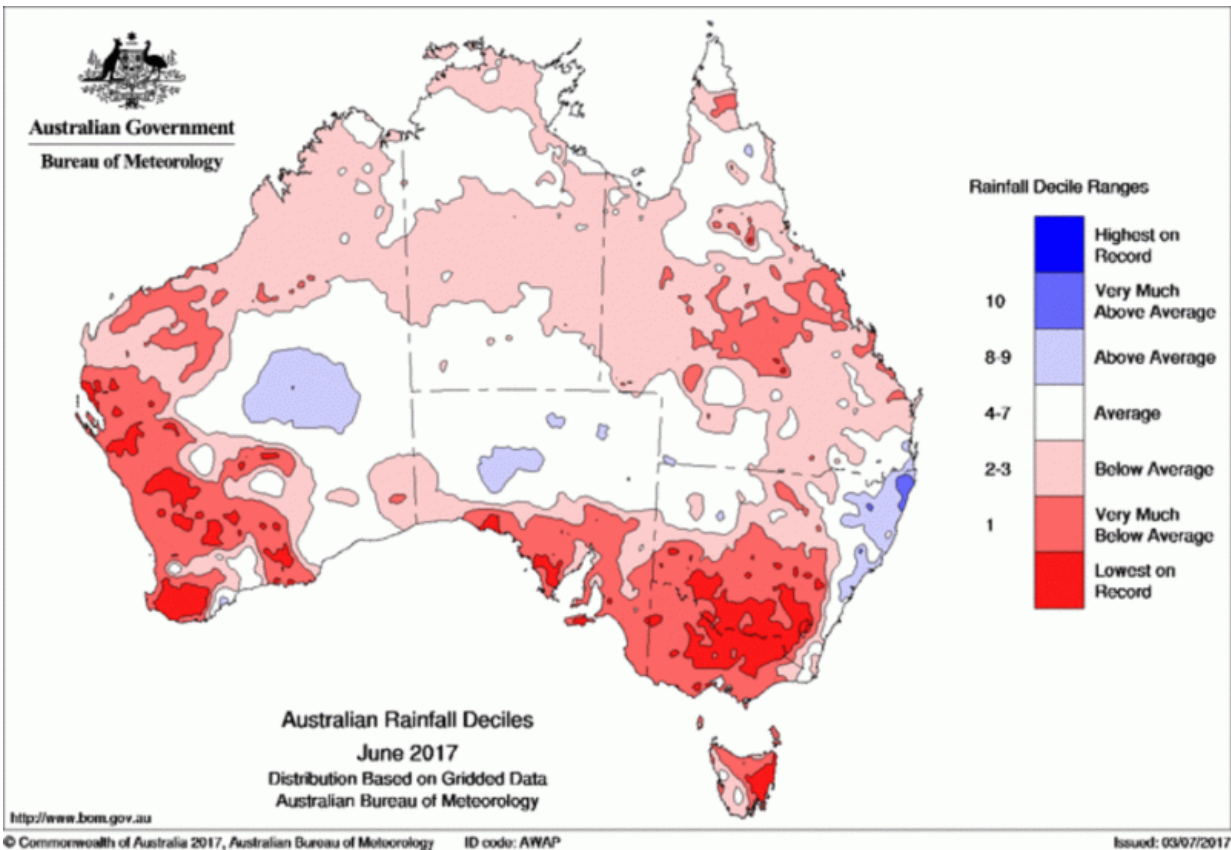 Australian Government
Bureau of Meteorology
Rainfall Decile Ranges
Highest on
Record
10
Very Much
Above Average
8-9
Above Average
4-7
Average
2-3
Below Average
1
Very Much
Below Average
Lowest on
Record
Australian Rainfall Deciles
June 2017
Distribution Based on Gridded Data
Australian Bureau of Meteorology
http://www.bom.gov.au
© Commonwealth of Australia 2017, Australian Bureau of Meteorology
ID code: AWAP
Issued: 03/07/2017